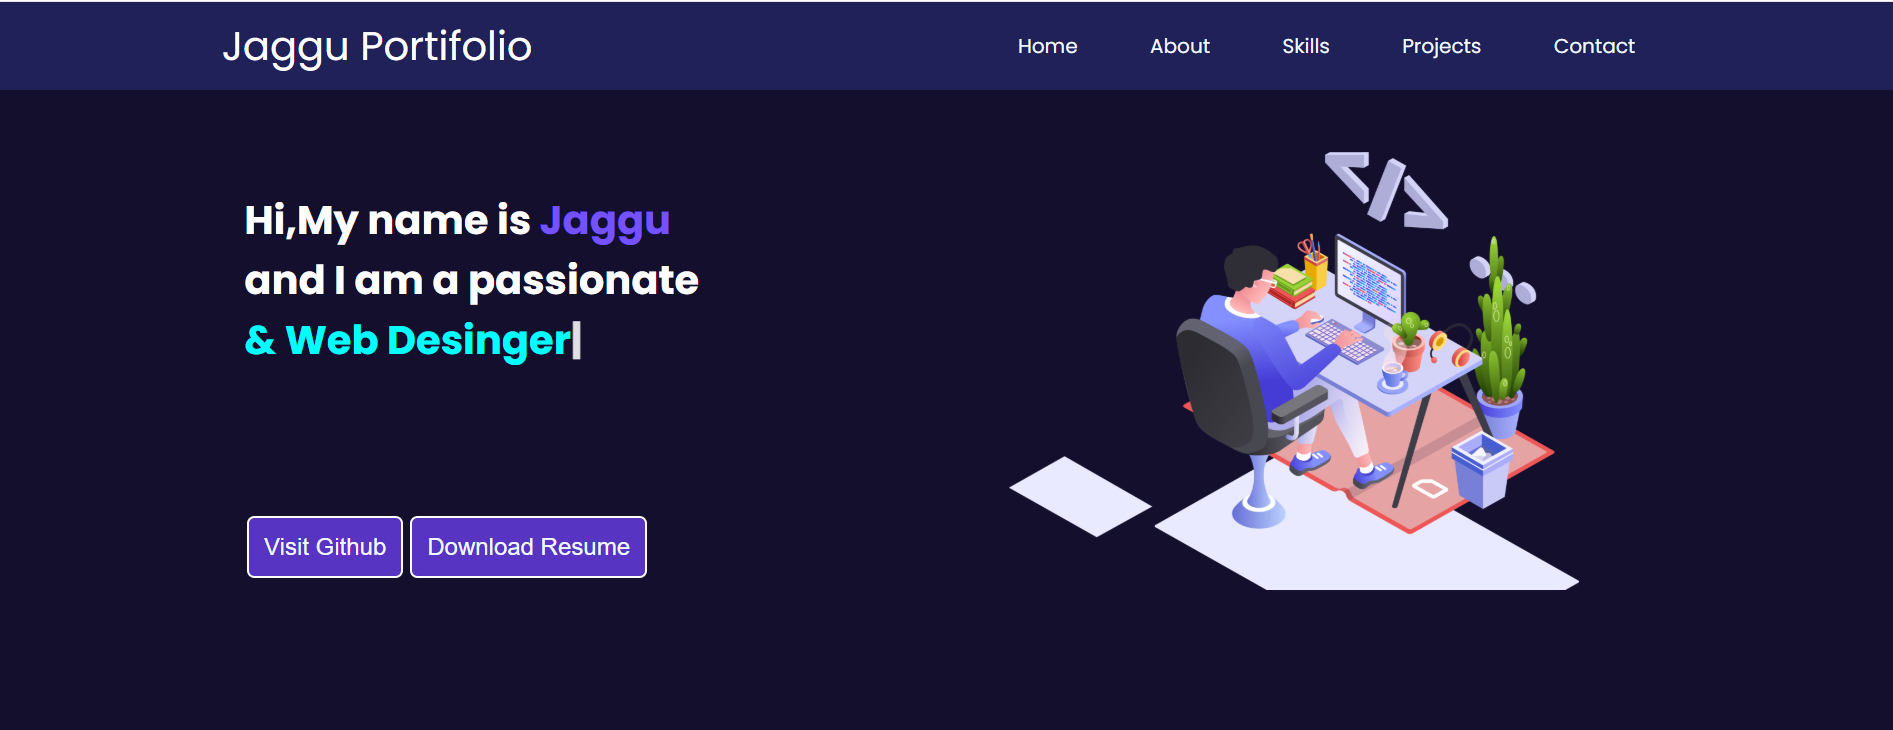 Jaggu Portifolio
Home About Skills Projects Contact
Hi,My name is Jaggu
and I am a passionate
& Web Desinger
Visit Github Download Resume